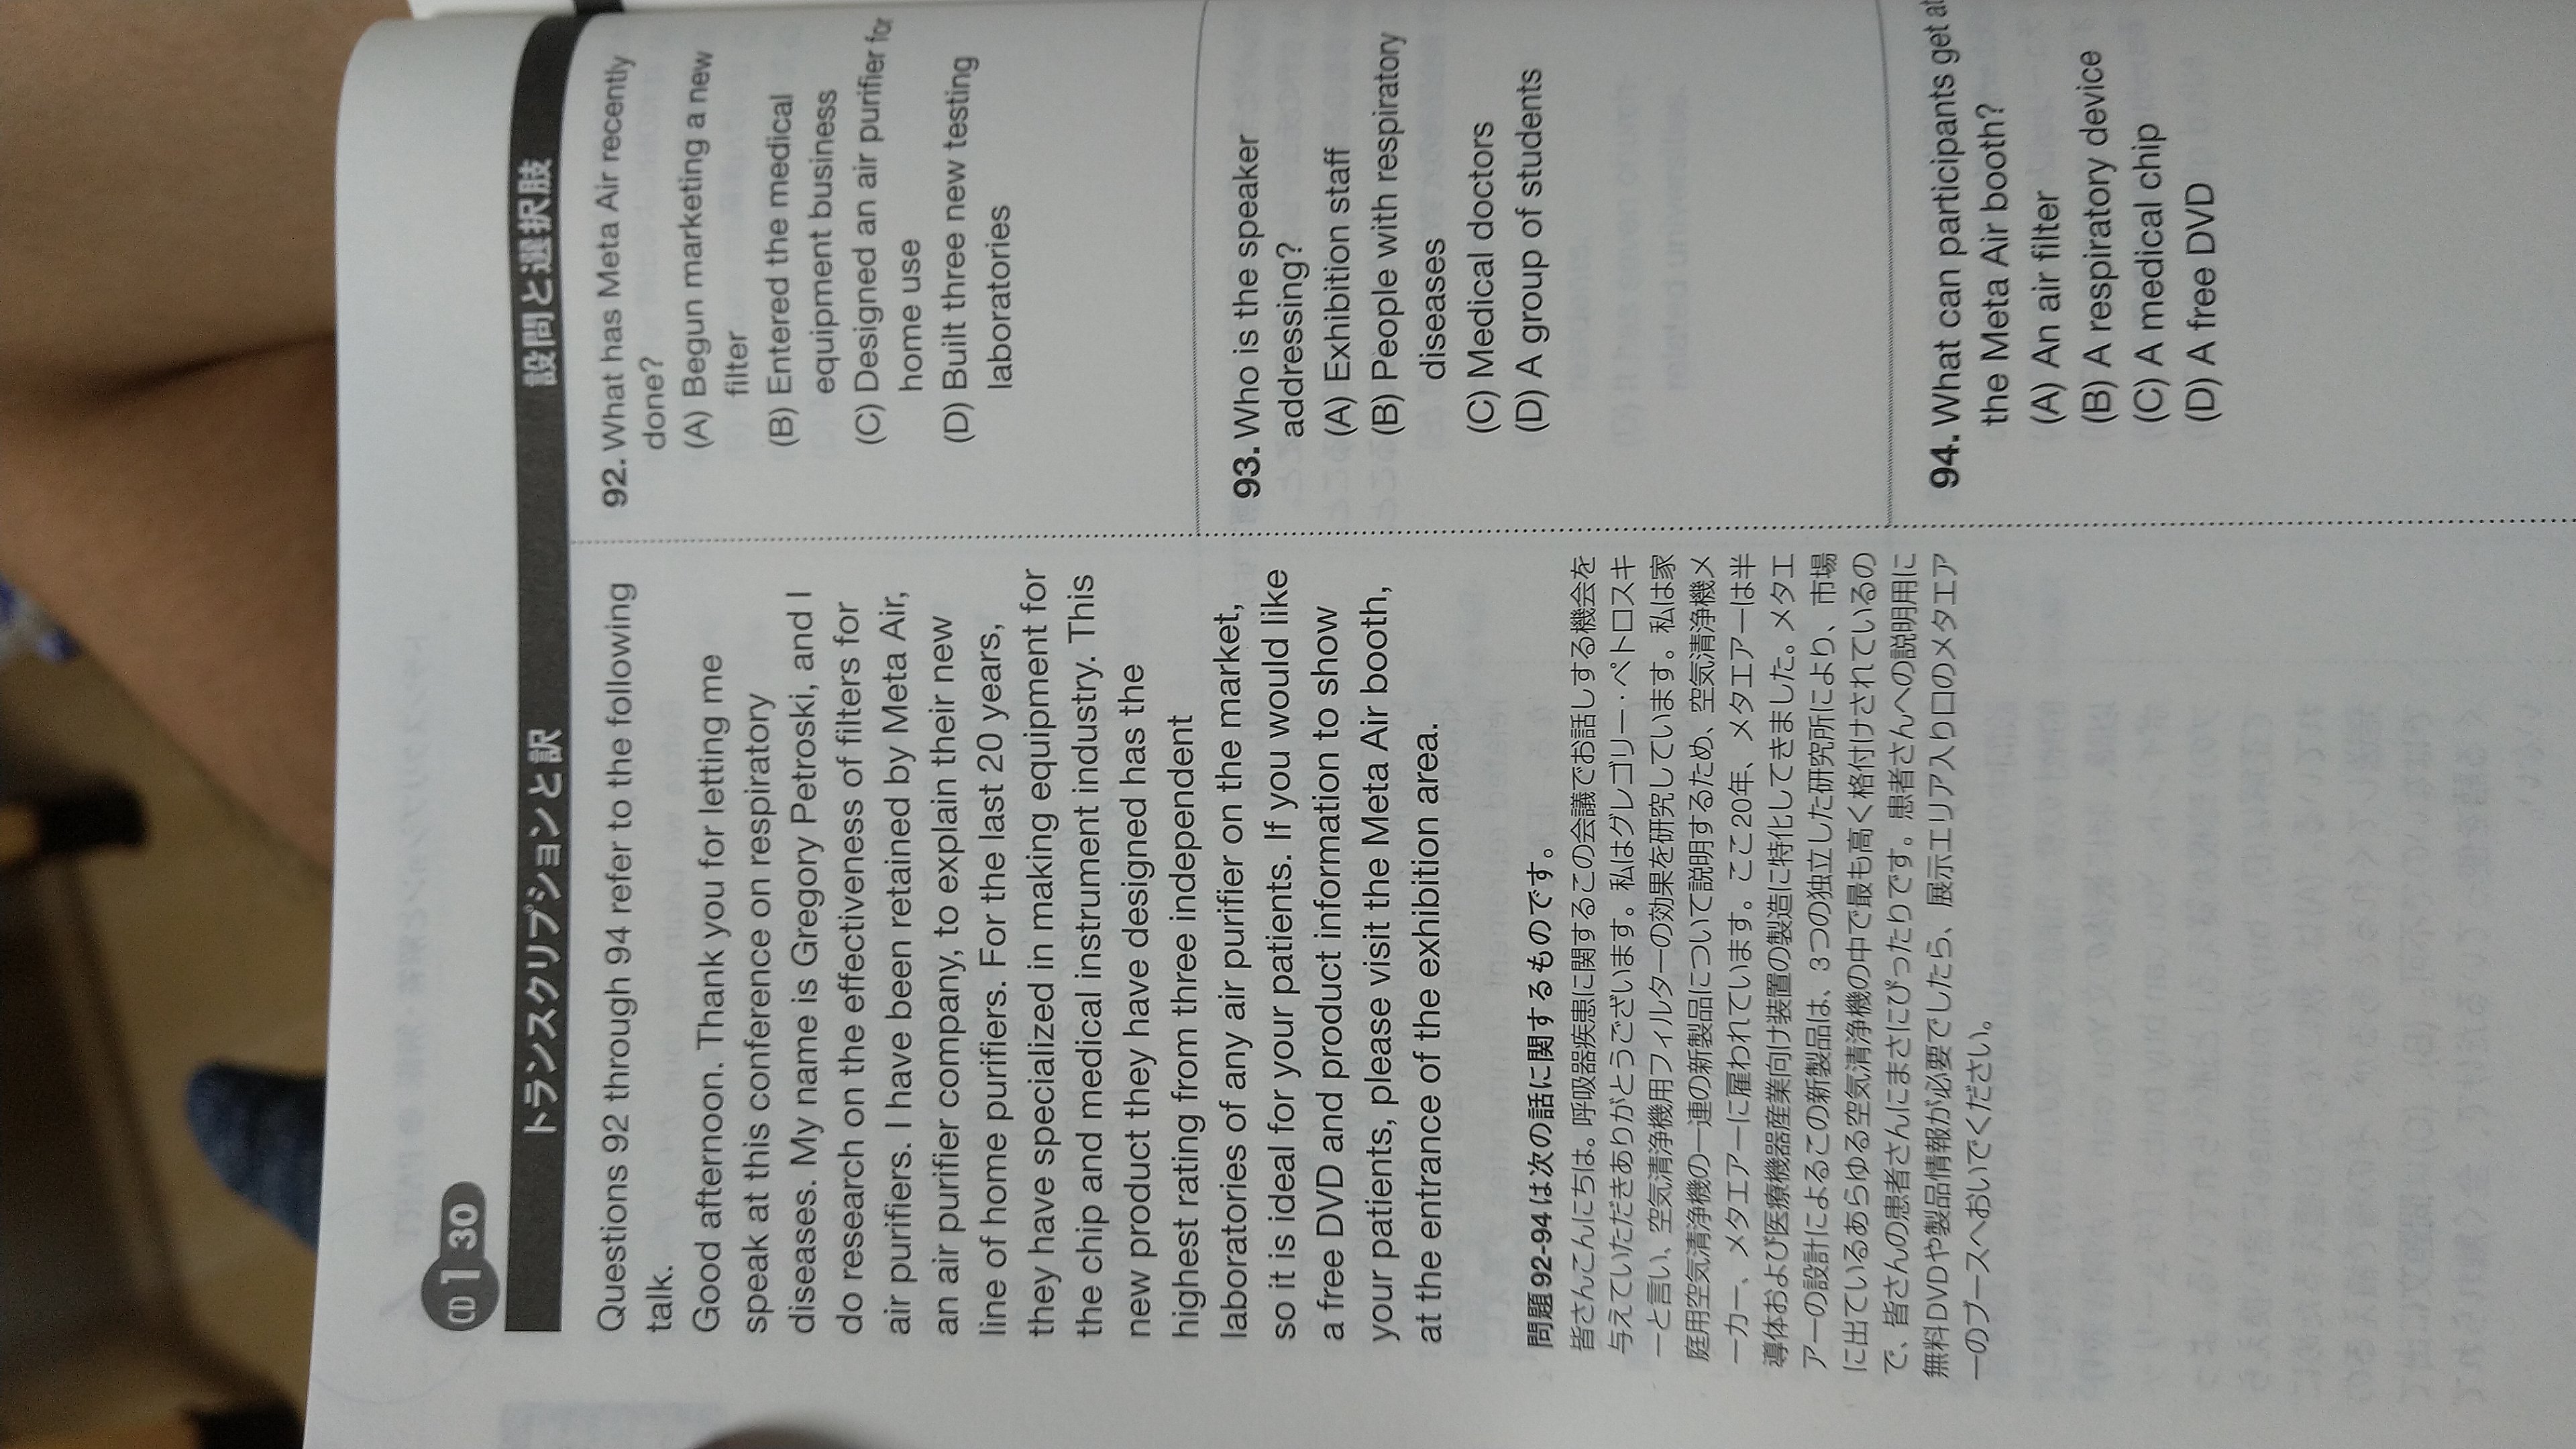 CD 1 30
トランスクリプションと訳
Questions 92 through 94 refer to the following
talk.
Good afternoon. Thank you for letting me
speak at this conference on respiratory
diseases. My name is Gregory Petroski, and I
do research on the effectiveness of filters for
air purifiers. I have been retained by Meta Air,
an air purifier company, to explain their new
line of home purifiers. For the last 20 years,
they have specialized in making equipment for
the chip and medical instrument industry. This
new product they have designed has the
highest rating from three independent
laboratories of any air purifier on the market,
so it is ideal for your patients. If you would like
a free DVD and product information to show
your patients, please visit the Meta Air booth,
at the entrance of the exhibition area.
問題92-94は次の話に関するものです。
皆さんこんにちは。呼吸器疾患に関するこの会議でお話しする機会を
与えていただきありがとうございます。私はグレゴリー・ペトロスキ
ーと言い、空気清浄機用フィルターの効果を研究しています。私は家
庭用空気清浄機の一連の新製品について説明するため、空気清浄機メ
ーカー、メタエアーに雇われています。ここ20年、メタエアーは半
導体および医療機器産業向け装置の製造に特化してきました。メタエ
アーの設計によるこの新製品は、3つの独立した研究所により、市場
に出ているあらゆる空気清浄機の中で最も高く格付けされているの
で、皆さんの患者さんにまさにぴったりです。患者さんへの説明用に
無料DVDや製品情報が必要でしたら、展示エリア入り口のメタエア
ーのブースへおいでください。
設問と選択肢
92. What has Meta Air recently
done?
(A) Begun marketing a new
filter
(B) Entered the medical
equipment business
(C) Designed an air purifier for
home use
(D) Built three new testing
laboratories
93. Who is the speaker
addressing?
(A) Exhibition staff
(B) People with respiratory
diseases
(C) Medical doctors
(D) A group of students
94. What can participants get at
the Meta Air booth?
(A) An air filter
(B) A respiratory device
(C) A medical chip
(D) A free DVD